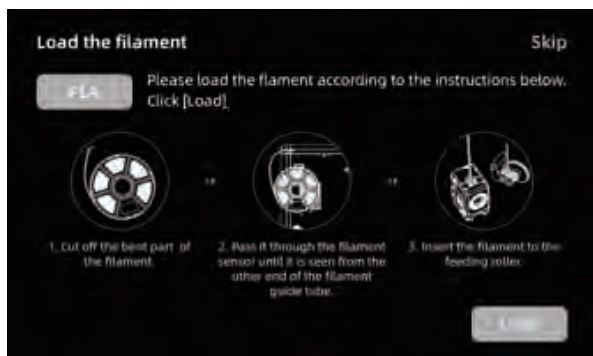 Load the filament
Skip
PLA
Please load the flament according to the instructions below.
Click [Load]
1. Cut off the bent part of
the filament.
2. Pass it through the filament
sensor until it is seen from the
other end of the filament
guide tube.
3. Insert the filament to the
feeding roller.